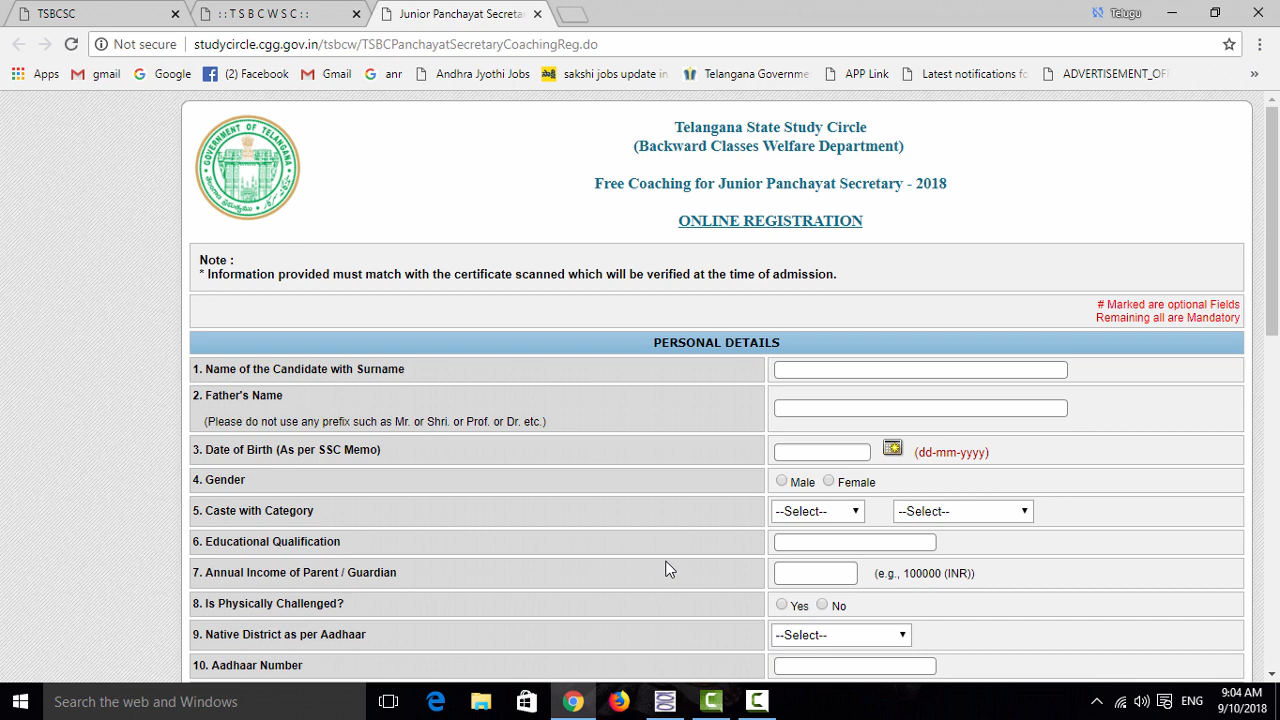 TSBCSC
: : T S B C W S C : :
Junior Panchayat Secreta
Telugu
Not secure
studycircle.cgg.gov.in/tsbcw/TSBCPanchayatSecretaryCoachingReg.do
Apps
gmail
Google
(2) Facebook
Gmail
anr
Andhra Jyothi Jobs
sakshi jobs update in
Telangana Governme
APP Link
Latest notifications fo
ADVERTISEMENT_OF
GOVERNMENT OF TELANGANA
Telangana State Study Circle
(Backward Classes Welfare Department)
Free Coaching for Junior Panchayat Secretary - 2018
ONLINE REGISTRATION
Note :
* Information provided must match with the certificate scanned which will be verified at the time of admission.
# Marked are optional Fields
Remaining all are Mandatory
PERSONAL DETAILS
1. Name of the Candidate with Surname
2. Father's Name
(Please do not use any prefix such as Mr. or Shri. or Prof. or Dr. etc.)
3. Date of Birth (As per SSC Memo)
(dd-mm-yyyy)
4. Gender
Male Female
5. Caste with Category
--Select-- --Select--
6. Educational Qualification
7. Annual Income of Parent / Guardian
(e.g., 100000 (INR))
8. Is Physically Challenged?
Yes No
9. Native District as per Aadhaar
--Select--
10. Aadhaar Number
Search the web and Windows
ENG
9:04 AM
9/10/2018